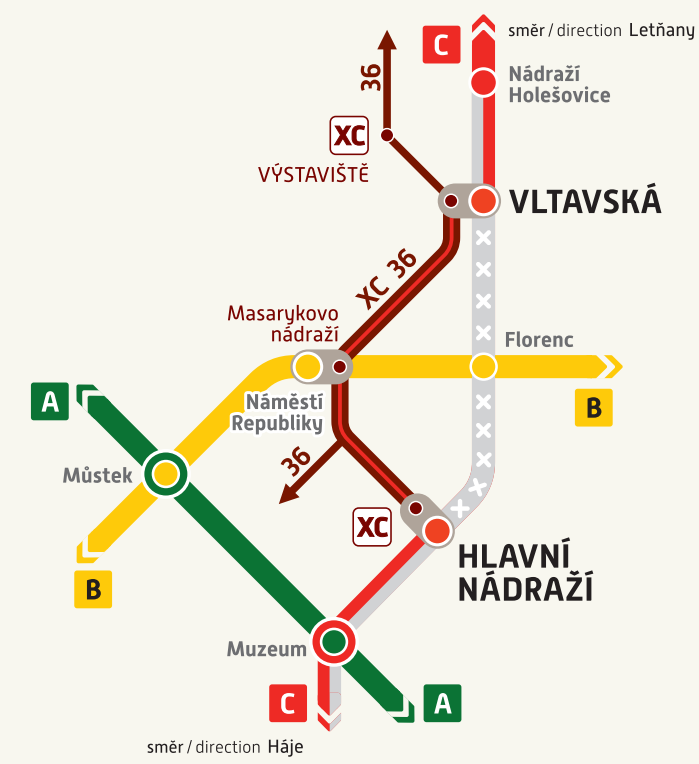 C
směr / direction Letňany
36
Nádraží
Holešovice
XC
VÝSTAVIŠTĚ
VLTAVSKÁ
XC 36
Masarykovo
nádraží
Florenc
A
B
Náměstí
Republiky
36
Můstek
XC
HLAVNÍ
NÁDRAŽÍ
B
Muzeum
C
A
směr / direction Háje